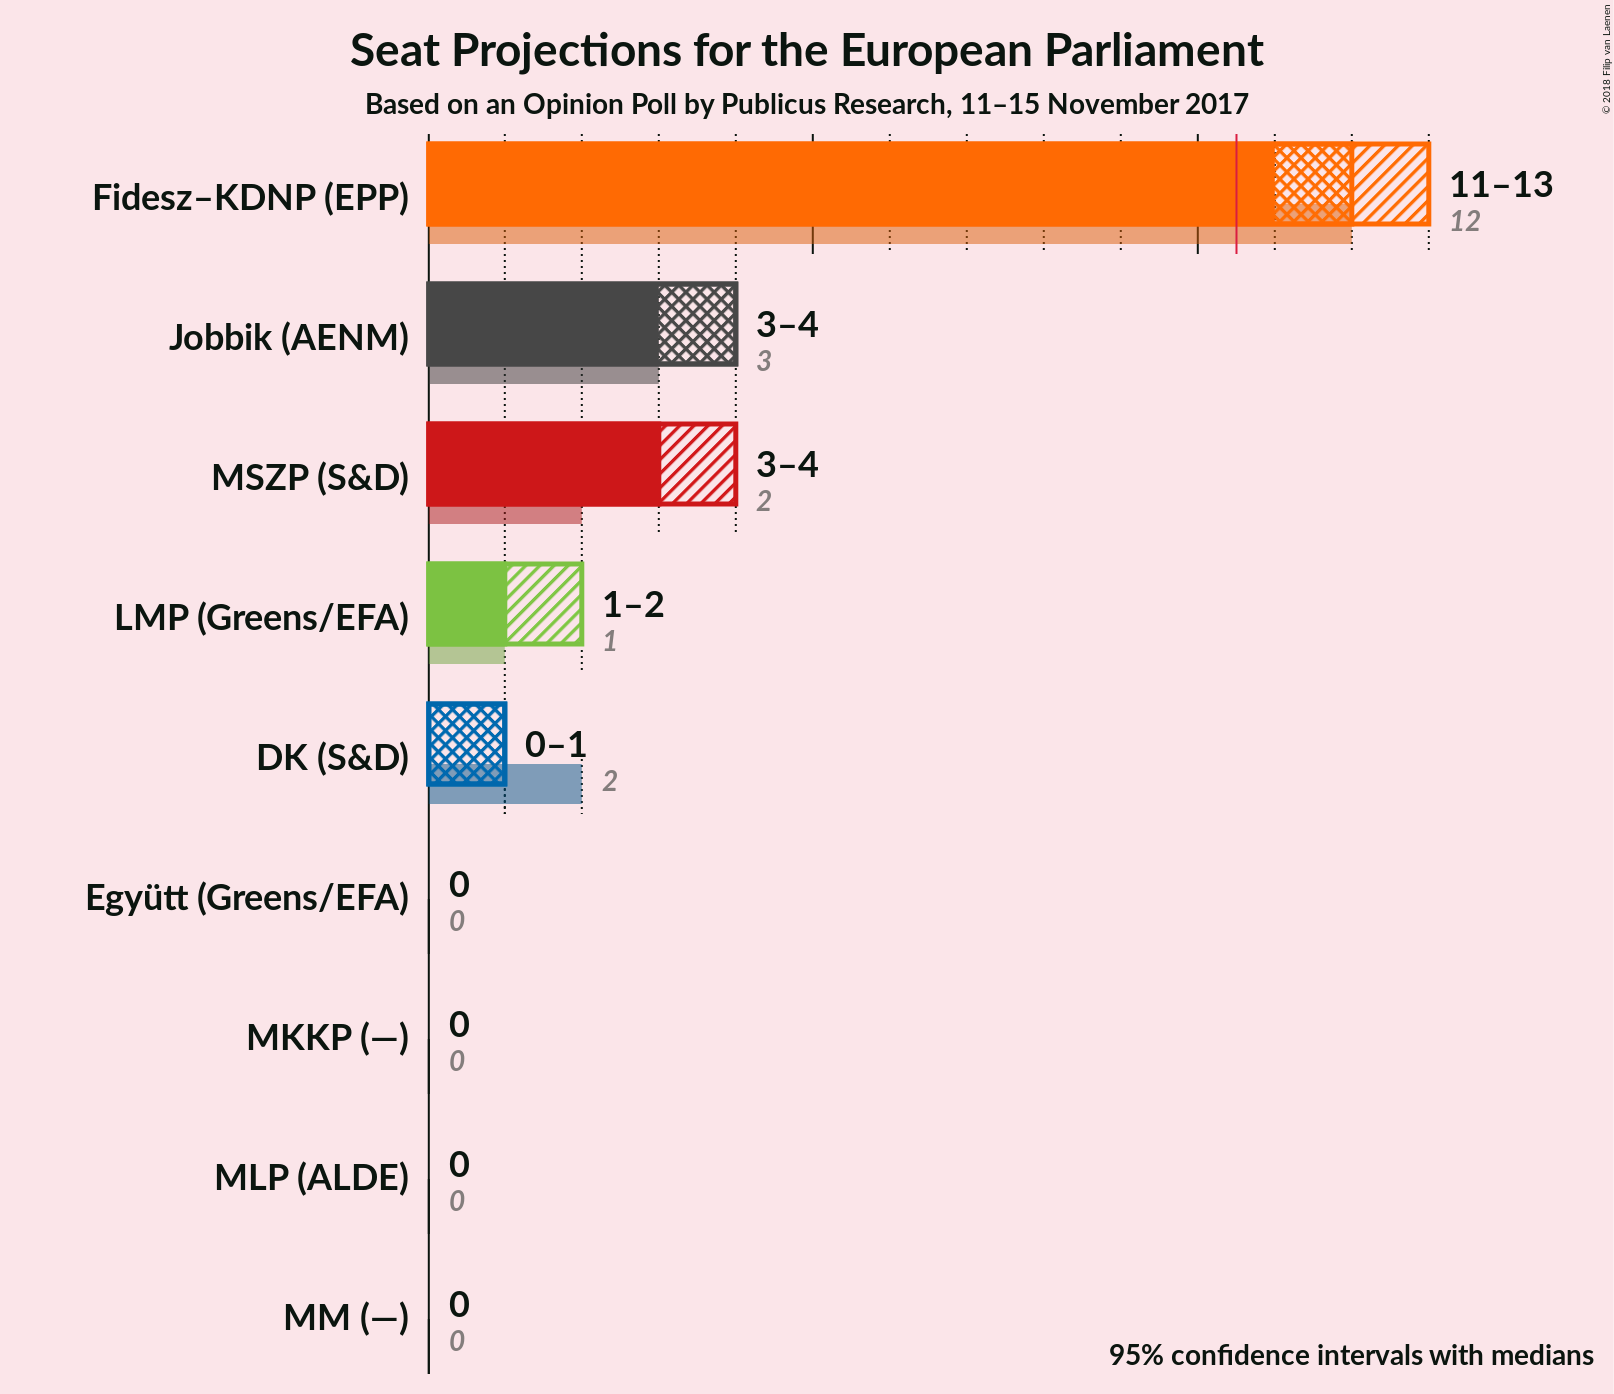 Seat Projections for the European Parliament
Based on an Opinion Poll by Publicus Research, 11–15 November 2017
© 2018 Filip van Laenen
Fidesz–KDNP (EPP)
11–13
12
Jobbik (AENM)
3–4
3
MSZP (S&D)
3–4
2
LMP (Greens/EFA)
1–2
1
DK (S&D)
0–1
2
Együtt (Greens/EFA)
0
0
MKKP (—)
0
0
MLP (ALDE)
0
0
MM (—)
0
0
95% confidence intervals with medians